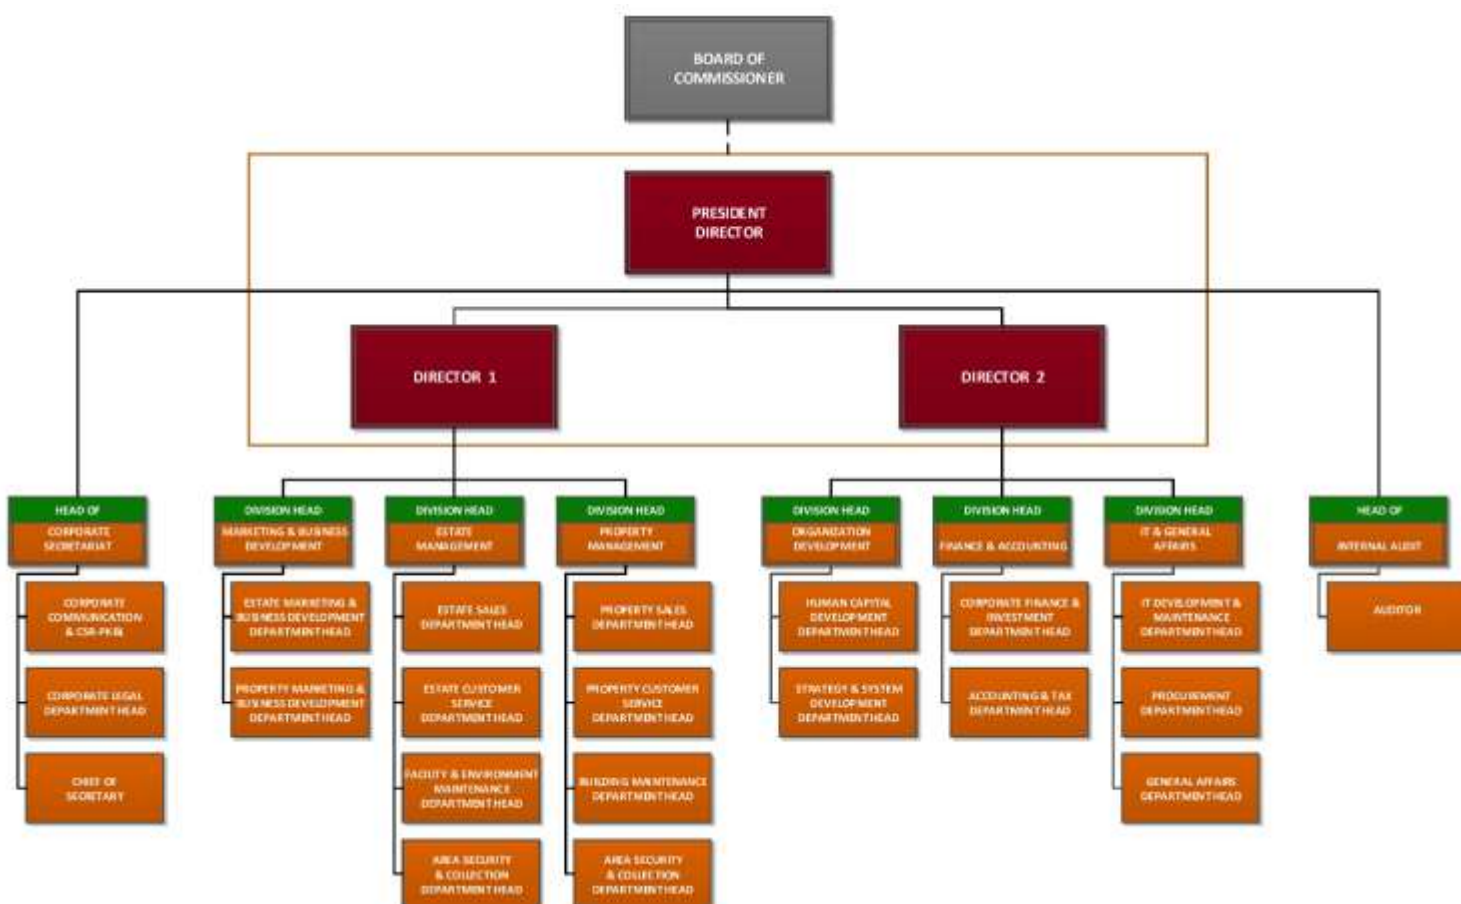 BOARD OF
COMMISSIONER
PRESIDENT
DIRECTOR
DIRECTOR 1
DIRECTOR 2
HEAD OF
CORPORATE
SECRETARIAT
CORPORATE
COMMUNICATION
& CSR-PKBL
CORPORATE LEGAL
DEPARTMENT HEAD
CHIEF OF
SECRETARY
DIVISION HEAD
MARKETING & BUSINESS
DEVELOPMENT
ESTATE MARKETING &
BUSINESS DEVELOPMENT
DEPARTMENT HEAD
PROPERTY MARKETING &
BUSINESS DEVELOPMENT
DEPARTMENT HEAD
DIVISION HEAD
ESTATE
MANAGEMENT
ESTATE SALES
DEPARTMENT HEAD
ESTATE CUSTOMER
SERVICE
DEPARTMENT HEAD
FACILITY & ENVIRONMENT
MAINTENANCE
DEPARTMENT HEAD
AREA SECURITY
& COLLECTION
DEPARTMENT HEAD
DIVISION HEAD
PROPERTY
MANAGEMENT
PROPERTY SALES
DEPARTMENT HEAD
PROPERTY CUSTOMER
SERVICE
DEPARTMENT HEAD
BUILDING MAINTENANCE
DEPARTMENT HEAD
AREA SECURITY
& COLLECTION
DEPARTMENT HEAD
DIVISION HEAD
ORGANIZATION
DEVELOPMENT
HUMAN CAPITAL
DEVELOPMENT
DEPARTMENT HEAD
STRATEGY & SYSTEM
DEVELOPMENT
DEPARTMENT HEAD
DIVISION HEAD
FINANCE & ACCOUNTING
CORPORATE FINANCE &
INVESTMENT
DEPARTMENT HEAD
ACCOUNTING & TAX
DEPARTMENT HEAD
DIVISION HEAD
IT & GENERAL
AFFAIRS
IT DEVELOPMENT &
MAINTENANCE
DEPARTMENT HEAD
PROCUREMENT
DEPARTMENT HEAD
GENERAL AFFAIRS
DEPARTMENT HEAD
HEAD OF
INTERNAL AUDIT
AUDITOR